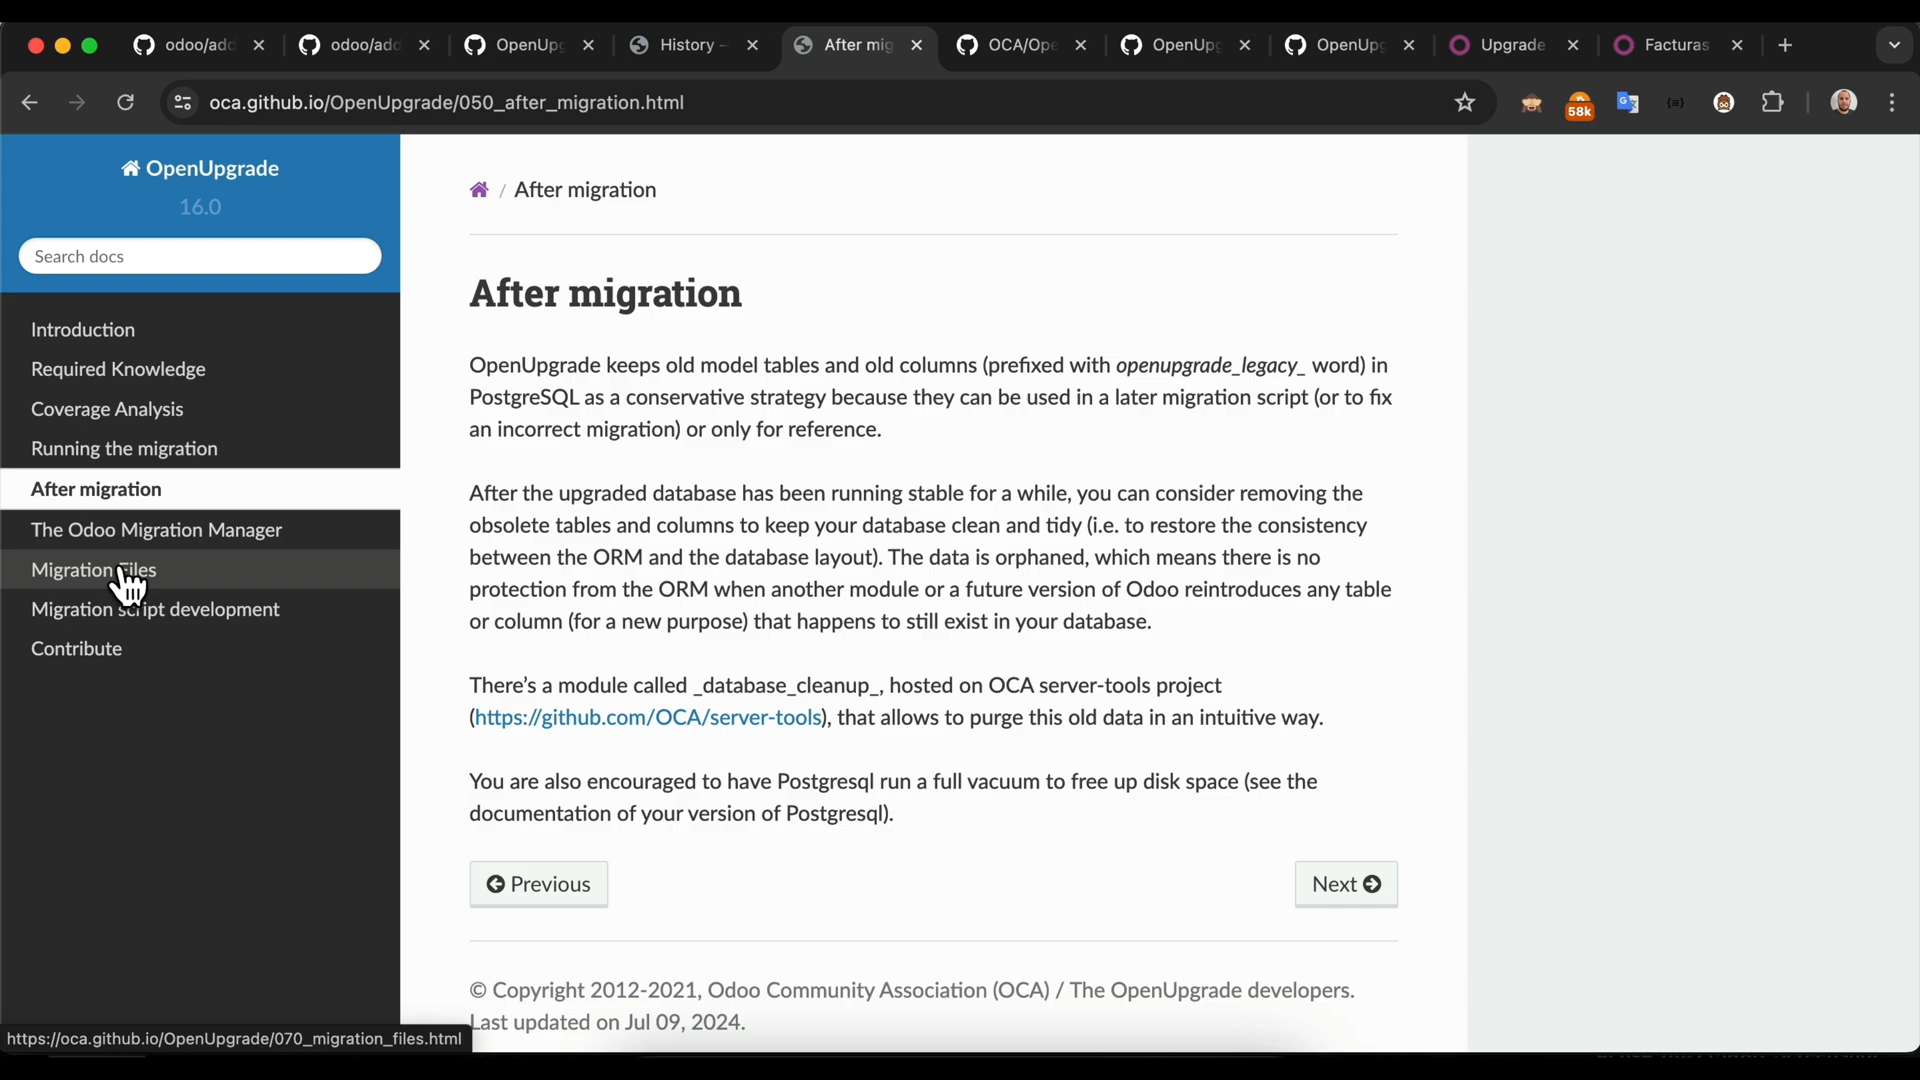 odoo/add
odoo/add
OpenUpg
History –
After mig
OCA/Ope
OpenUpg
OpenUpg
Upgrade
Facturas
oca.github.io/OpenUpgrade/050_after_migration.html
58k
OpenUpgrade
16.0
Search docs
Introduction
Required Knowledge
Coverage Analysis
Running the migration
After migration
The Odoo Migration Manager
Migration Files
Migration script development
Contribute
/ After migration
After migration
OpenUpgrade keeps old model tables and old columns (prefixed with openupgrade_legacy_ word) in
PostgreSQL as a conservative strategy because they can be used in a later migration script (or to fix
an incorrect migration) or only for reference.
After the upgraded database has been running stable for a while, you can consider removing the
obsolete tables and columns to keep your database clean and tidy (i.e. to restore the consistency
between the ORM and the database layout). The data is orphaned, which means there is no
protection from the ORM when another module or a future version of Odoo reintroduces any table
or column (for a new purpose) that happens to still exist in your database.
There’s a module called _database_cleanup_, hosted on OCA server-tools project
(https://github.com/OCA/server-tools), that allows to purge this old data in an intuitive way.
You are also encouraged to have Postgresql run a full vacuum to free up disk space (see the
documentation of your version of Postgresql).
Previous
Next
© Copyright 2012-2021, Odoo Community Association (OCA) / The OpenUpgrade developers.
Last updated on Jul 09, 2024.
https://oca.github.io/OpenUpgrade/070_migration_files.html